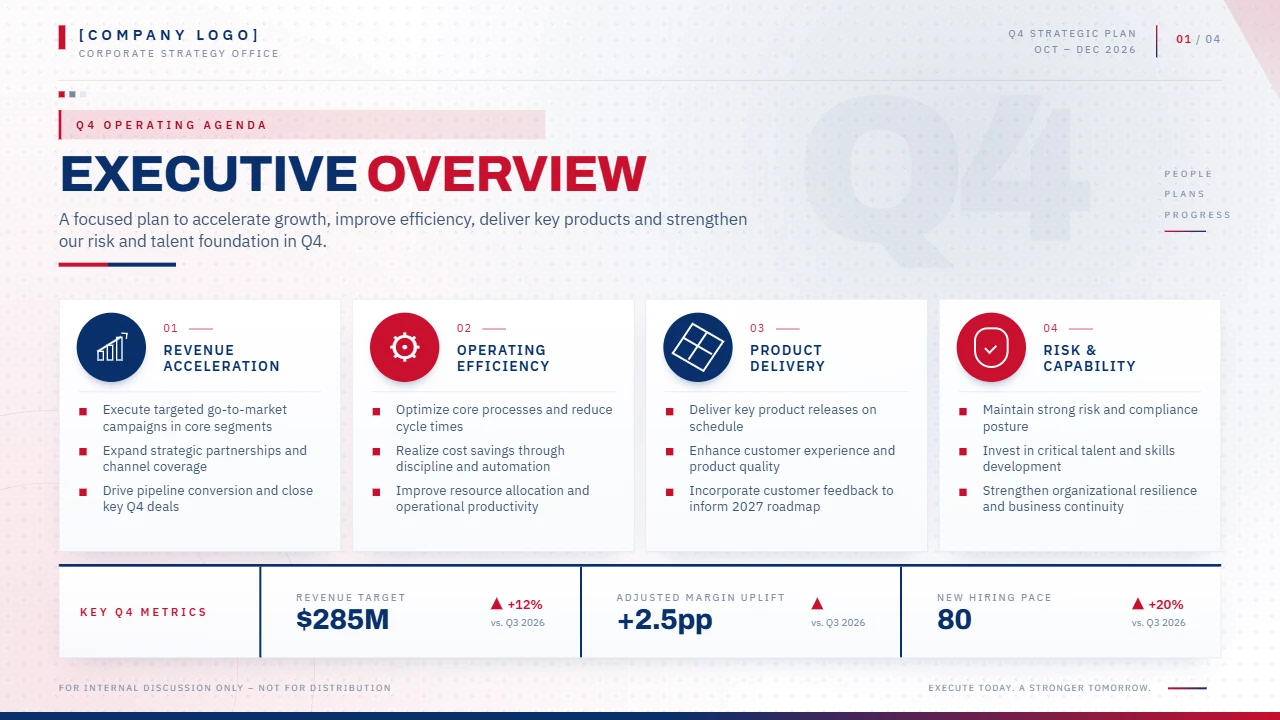 [COMPANY LOGO]
CORPORATE STRATEGY OFFICE
Q4 STRATEGIC PLAN
OCT – DEC 2026
01 / 04
Q4
Q4 OPERATING AGENDA
EXECUTIVE OVERVIEW
A focused plan to accelerate growth, improve efficiency, deliver key products and strengthen
our risk and talent foundation in Q4.
PEOPLE
PLANS
PROGRESS
01
REVENUE
ACCELERATION
Execute targeted go-to-market
campaigns in core segments
Expand strategic partnerships and
channel coverage
Drive pipeline conversion and close
key Q4 deals
02
OPERATING
EFFICIENCY
Optimize core processes and reduce
cycle times
Realize cost savings through
discipline and automation
Improve resource allocation and
operational productivity
03
PRODUCT
DELIVERY
Deliver key product releases on
schedule
Enhance customer experience and
product quality
Incorporate customer feedback to
inform 2027 roadmap
04
RISK &
CAPABILITY
Maintain strong risk and compliance
posture
Invest in critical talent and skills
development
Strengthen organizational resilience
and business continuity
KEY Q4 METRICS
REVENUE TARGET
$285M
▲ +12%
vs. Q3 2026
ADJUSTED MARGIN UPLIFT
+2.5pp
▲
vs. Q3 2026
NEW HIRING PACE
80
▲ +20%
vs. Q3 2026
FOR INTERNAL DISCUSSION ONLY – NOT FOR DISTRIBUTION
EXECUTE TODAY. A STRONGER TOMORROW.